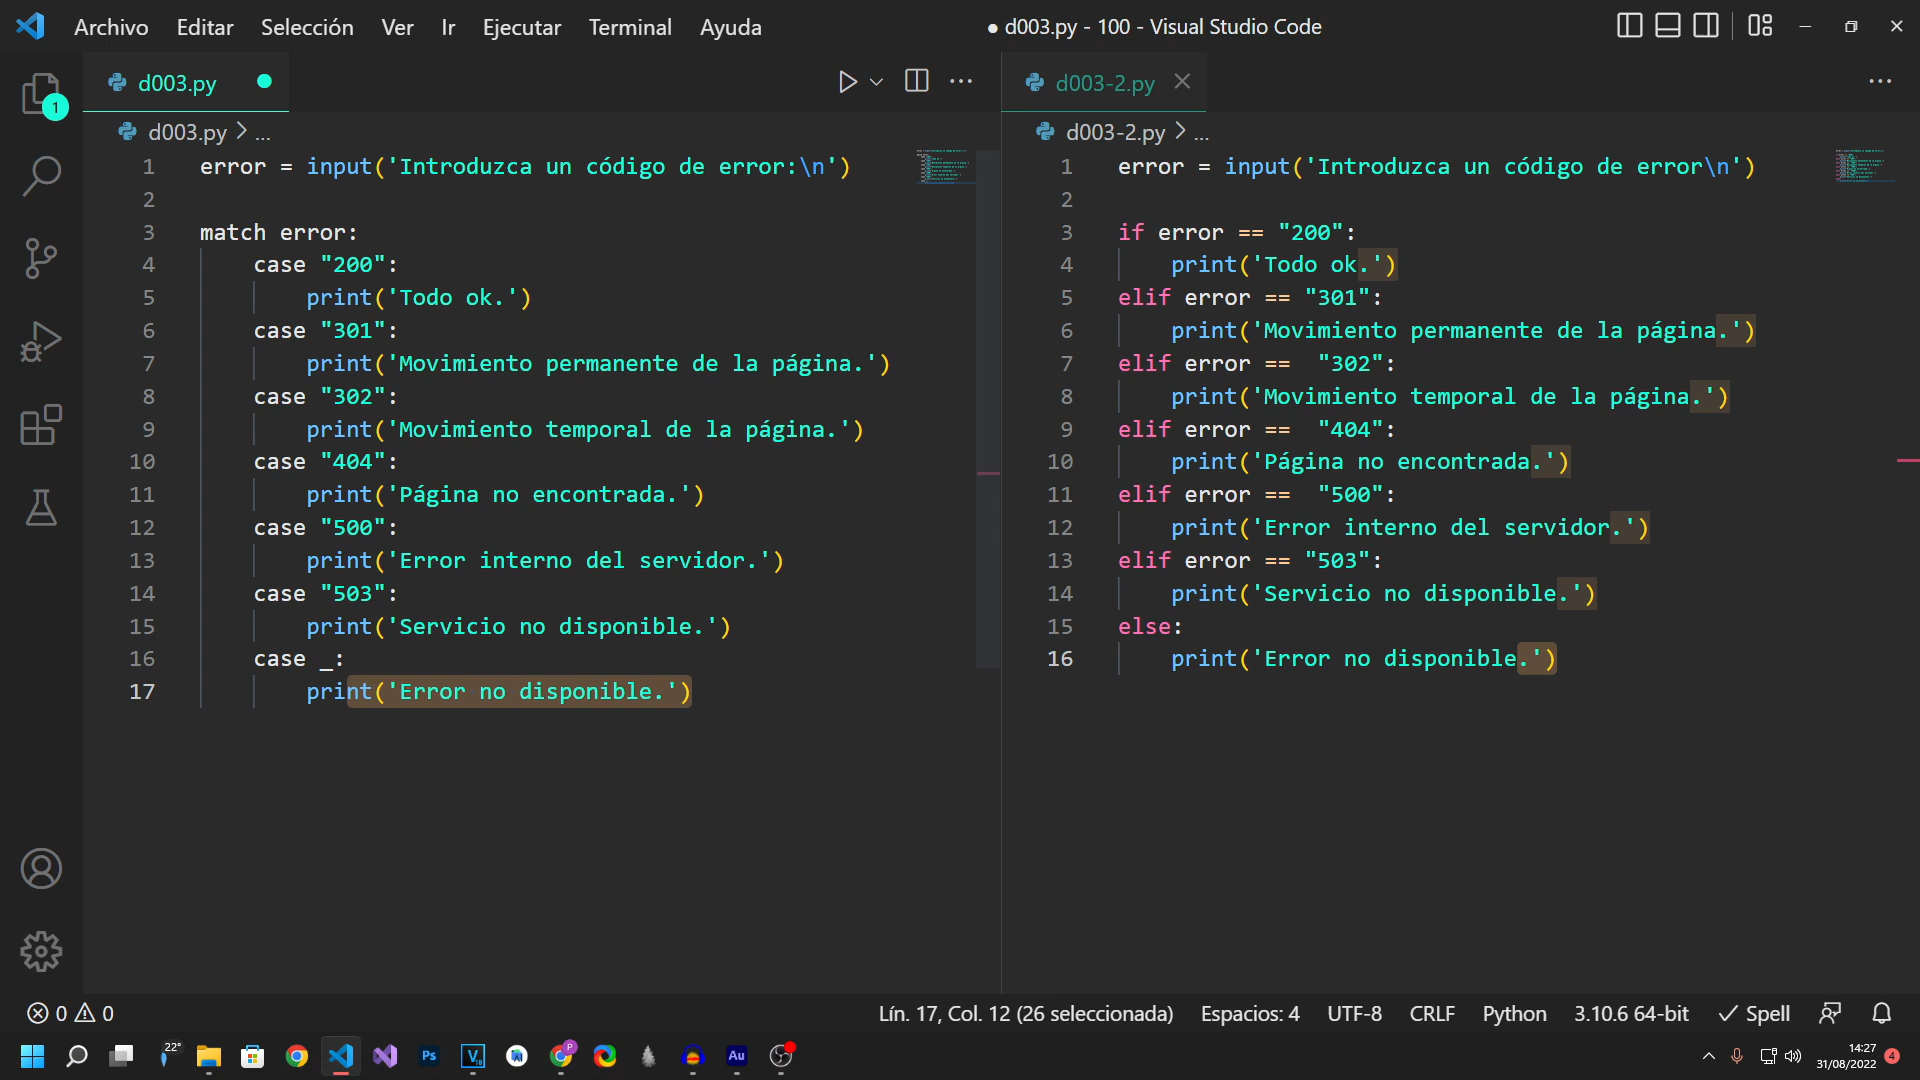 Archivo Editar Selección Ver Ir Ejecutar Terminal Ayuda
● d003.py - 100 - Visual Studio Code
1
d003.py
d003.py > ...
1 error = input('Introduzca un código de error:\n')
2
3 match error:
4     case "200":
5         print('Todo ok.')
6     case "301":
7         print('Movimiento permanente de la página.')
8     case "302":
9         print('Movimiento temporal de la página.')
10     case "404":
11         print('Página no encontrada.')
12     case "500":
13         print('Error interno del servidor.')
14     case "503":
15         print('Servicio no disponible.')
16     case _:
17         print('Error no disponible.')
d003-2.py
d003-2.py > ...
1 error = input('Introduzca un código de error\n')
2
3 if error == "200":
4     print('Todo ok.')
5 elif error == "301":
6     print('Movimiento permanente de la página.')
7 elif error ==  "302":
8     print('Movimiento temporal de la página.')
9 elif error ==  "404":
10     print('Página no encontrada.')
11 elif error ==  "500":
12     print('Error interno del servidor.')
13 elif error == "503":
14     print('Servicio no disponible.')
15 else:
16     print('Error no disponible.')
0 0
Lín. 17, Col. 12 (26 seleccionada) Espacios: 4 UTF-8 CRLF Python 3.10.6 64-bit Spell
22°
Ps
V
P
Au
14:27
31/08/2022
4